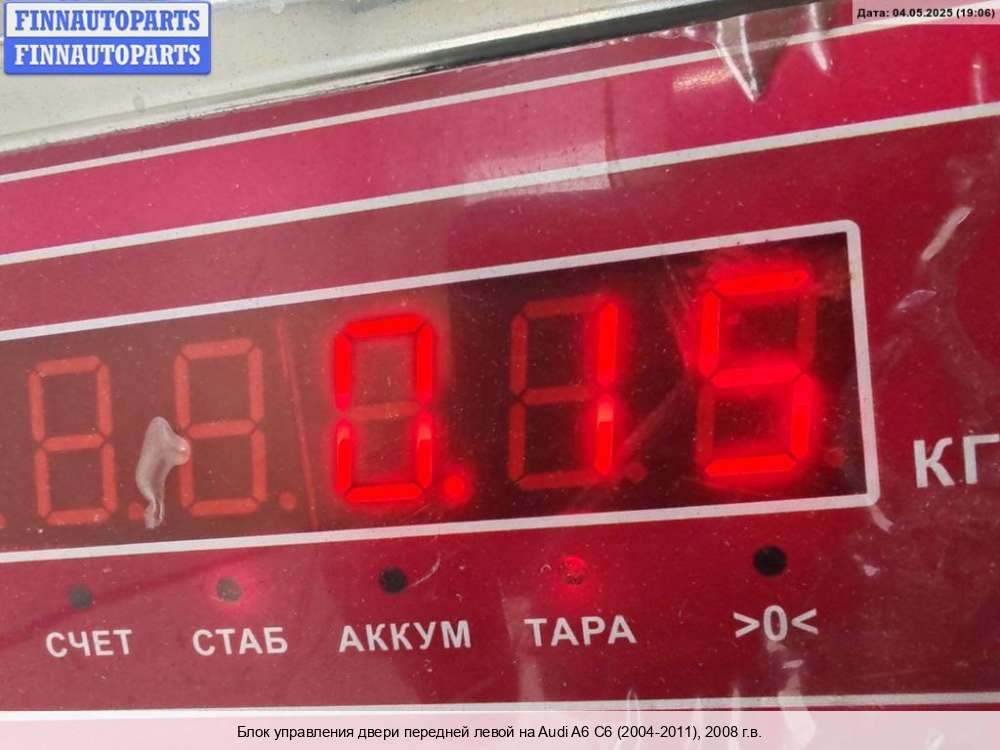 FINNAUTOPARTS
FINNAUTOPARTS
Дата: 04.05.2025 (19:06)
0.15
КГ
СЧЕТ СТАБ АККУМ ТАРА >0<
Блок управления двери передней левой на Audi A6 C6 (2004-2011), 2008 г.в.